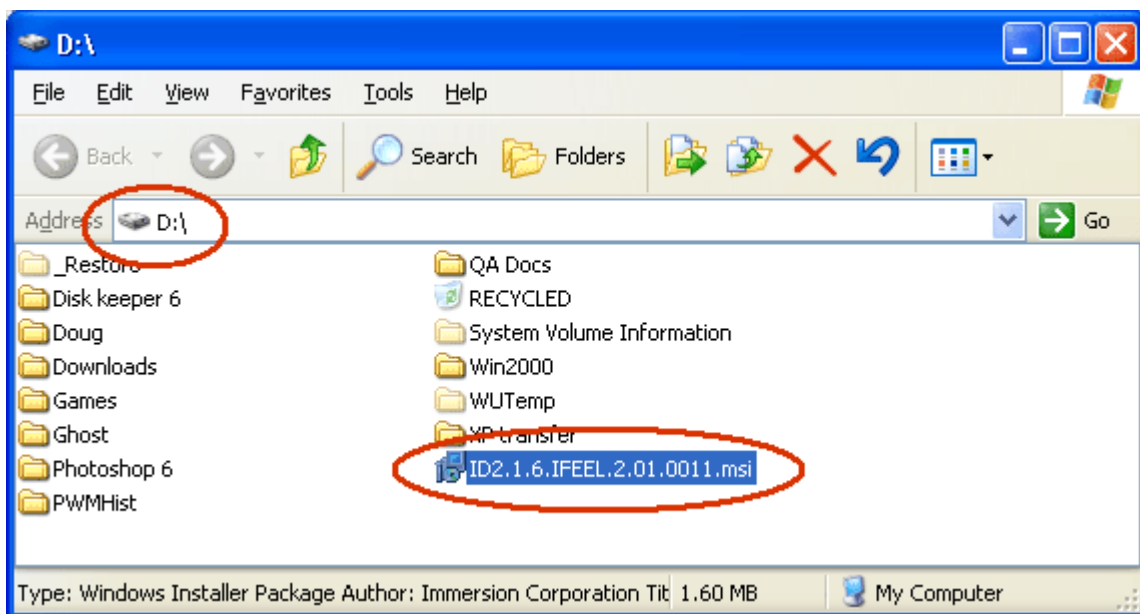 D:\
File Edit View Favorites Tools Help
Back Search Folders
Address D:\ Go
_Restore QA Docs
Disk keeper 6 RECYCLED
Doug System Volume Information
Downloads Win2000
Games WUTemp
Ghost XP transfer
Photoshop 6 ID2.1.6.IFEEL.2.01.0011.msi
PWMHist
Type: Windows Installer Package Author: Immersion Corporation Tit 1.60 MB My Computer